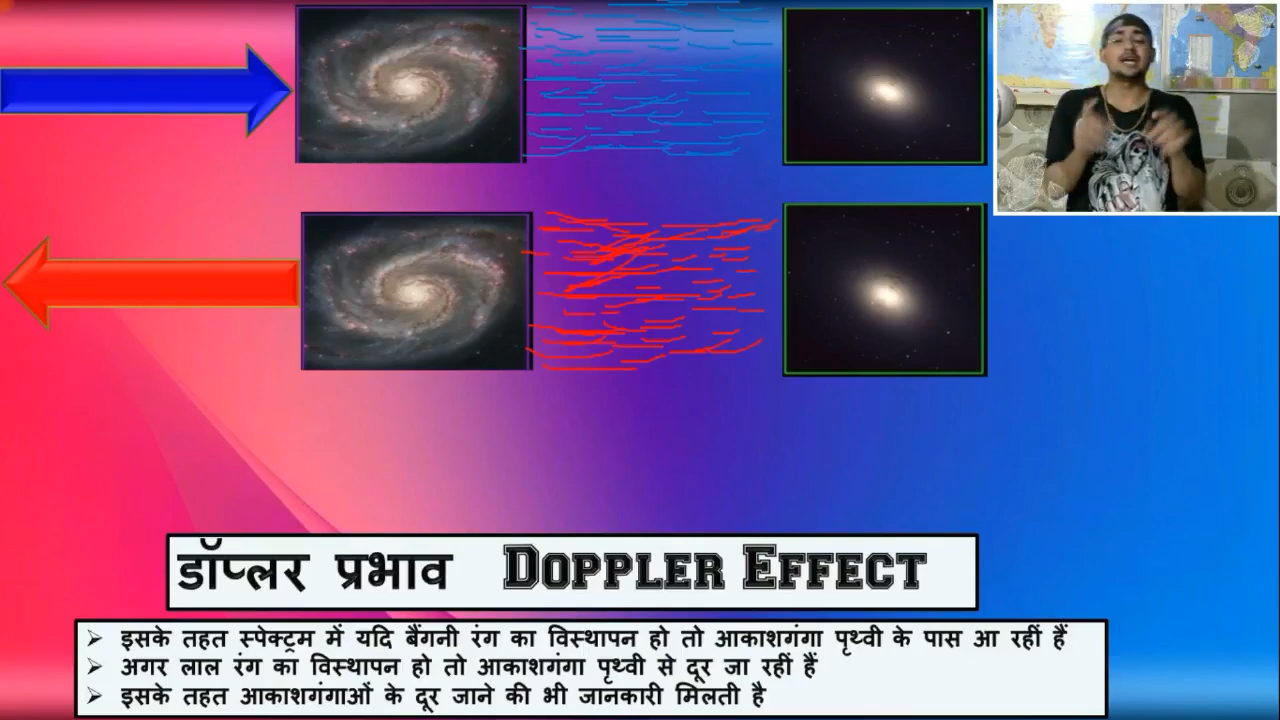 डॉप्लर प्रभाव DOPPLER EFFECT
➢ इसके तहत स्पेक्ट्रम में यदि बैंगनी रंग का विस्थापन हो तो आकाशगंगा पृथ्वी के पास आ रहीं हैं
➢ अगर लाल रंग का विस्थापन हो तो आकाशगंगा पृथ्वी से दूर जा रहीं हैं
➢ इसके तहत आकाशगंगाओं के दूर जाने की भी जानकारी मिलती है